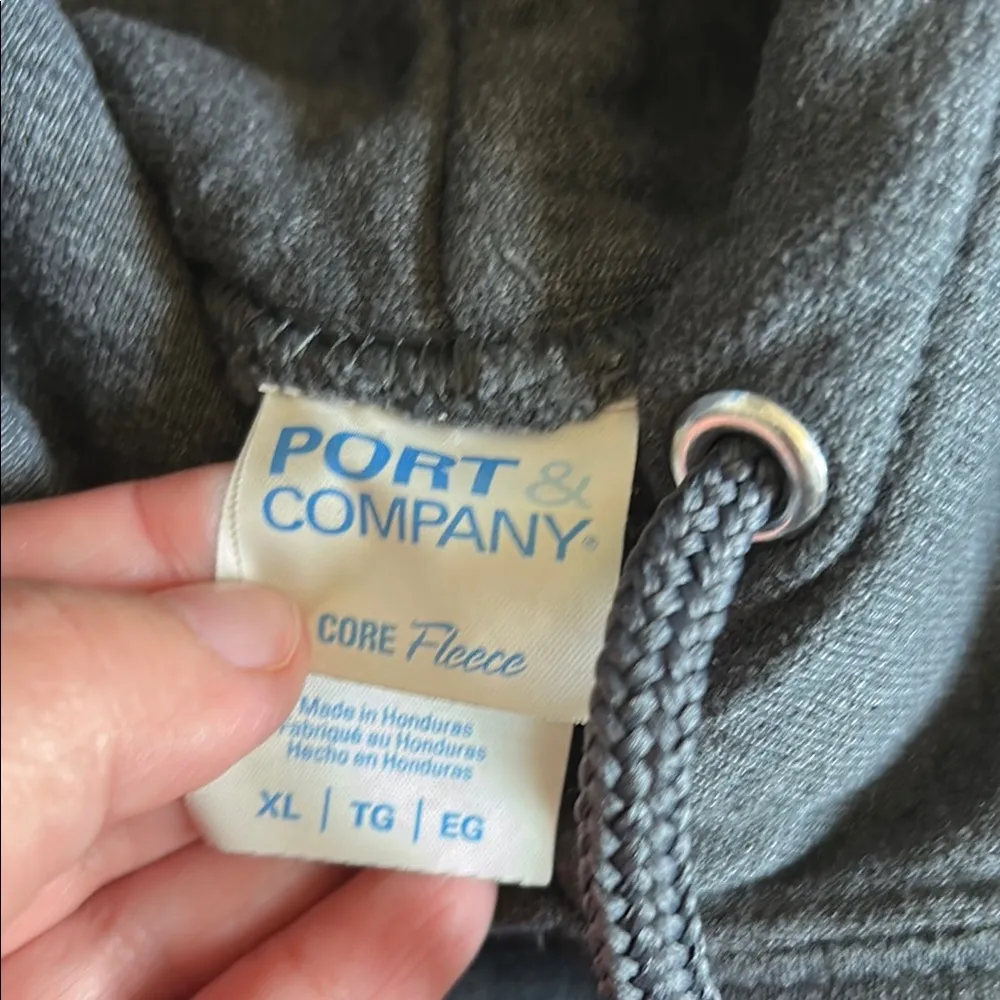 PORT &
COMPANY®
CORE Fleece
Made in Honduras
Fabriqué au Honduras
Hecho en Honduras
XL | TG | EG